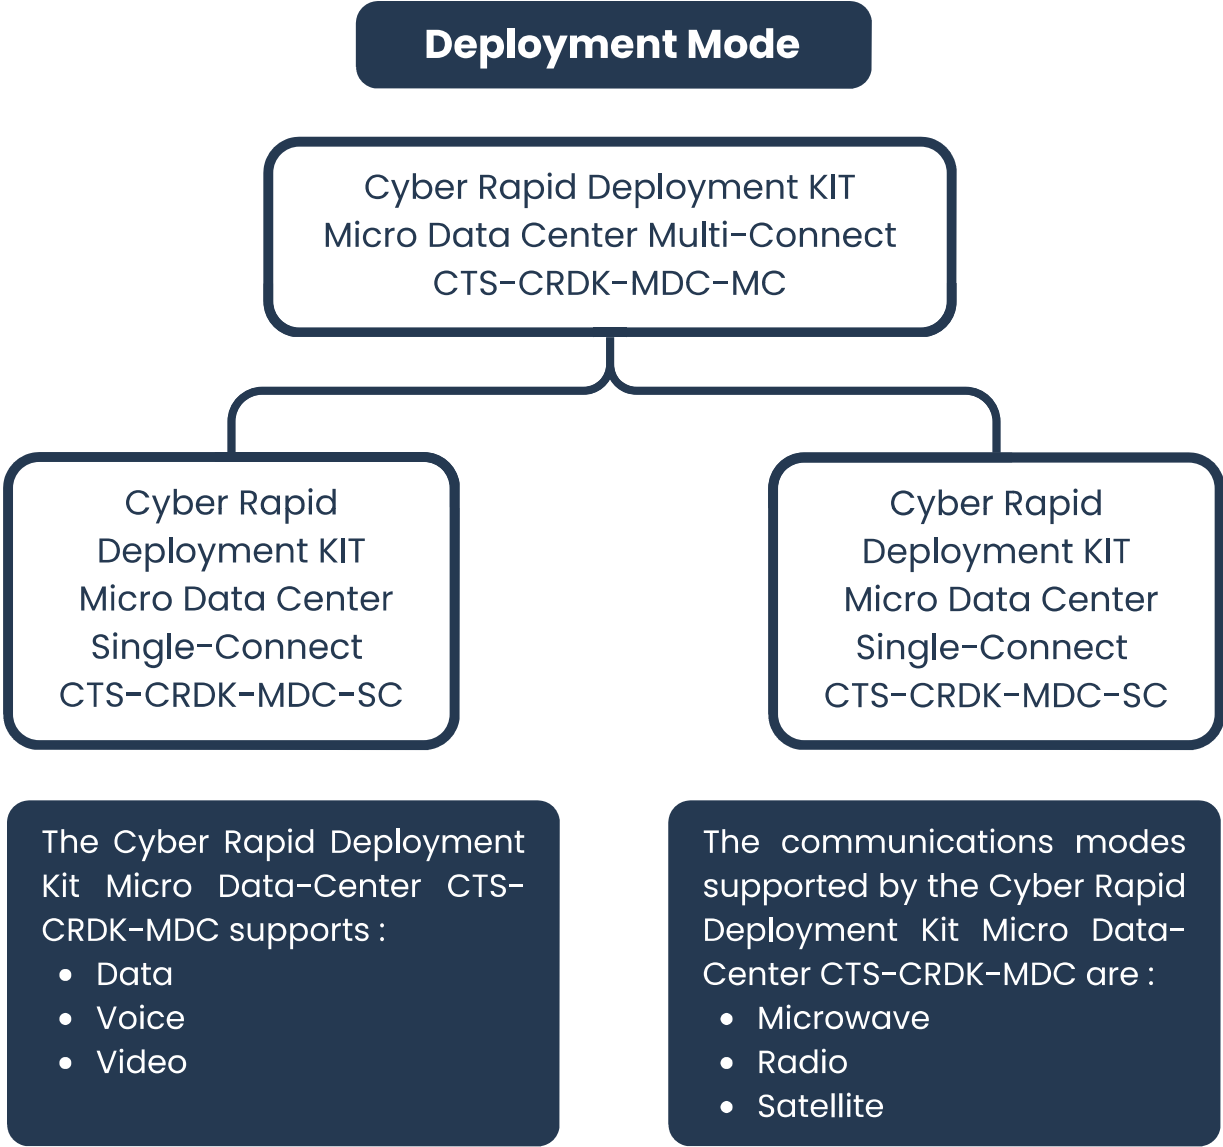 Deployment Mode
Cyber Rapid Deployment KIT
Micro Data Center Multi-Connect
CTS-CRDK-MDC-MC
Cyber Rapid
Deployment KIT
Micro Data Center
Single-Connect
CTS-CRDK-MDC-SC
Cyber Rapid
Deployment KIT
Micro Data Center
Single-Connect
CTS-CRDK-MDC-SC
The Cyber Rapid Deployment
Kit Micro Data-Center CTS-
CRDK-MDC supports :
• Data
• Voice
• Video
The communications modes
supported by the Cyber Rapid
Deployment Kit Micro Data-
Center CTS-CRDK-MDC are :
• Microwave
• Radio
• Satellite